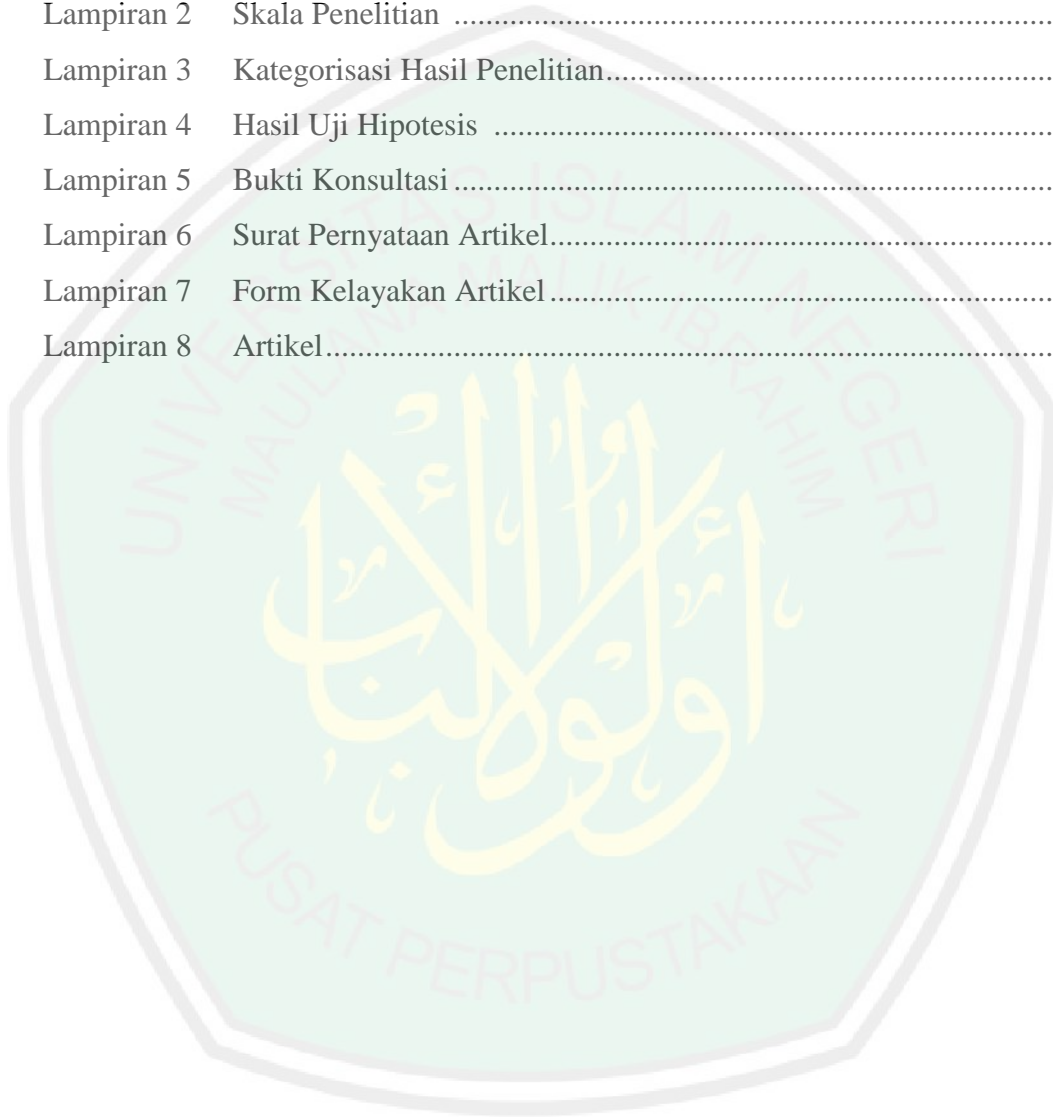 Lampiran 2 Skala Penelitian ........................................................................
Lampiran 3 Kategorisasi Hasil Penelitian........................................................
Lampiran 4 Hasil Uji Hipotesis ....................................................................
Lampiran 5 Bukti Konsultasi........................................................................
Lampiran 6 Surat Pernyataan Artikel..............................................................
Lampiran 7 Form Kelayakan Artikel..............................................................
Lampiran 8 Artikel......................................................................................
UNIVERSITAS ISLAM NEGERI
MAULANA MALIK IBRAHIM
أولوا الألباب
PUSAT PERPUSTAKAAN